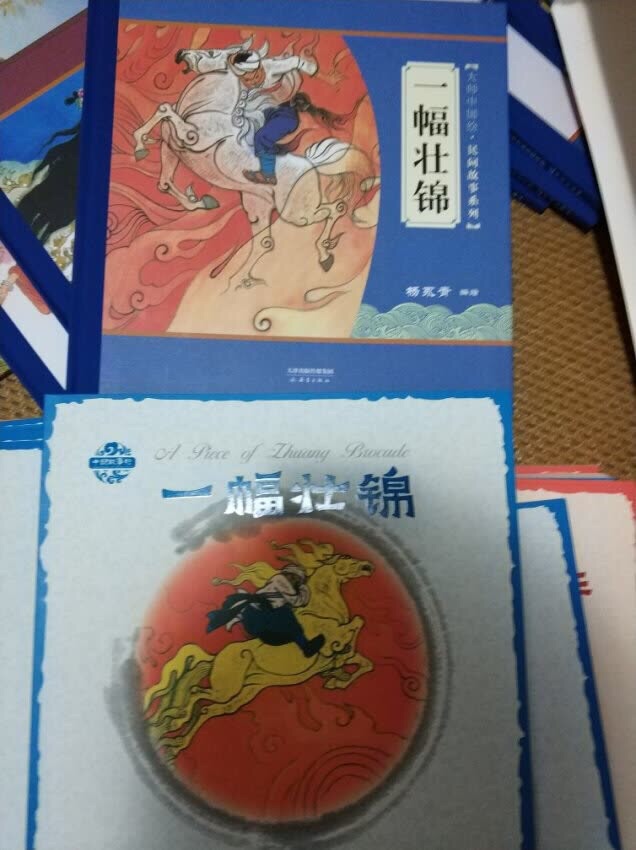 一幅壮锦
【大师中国绘·民间故事系列】
杨永青 编绘
A Piece of Zhuang Brocade
一幅壮锦